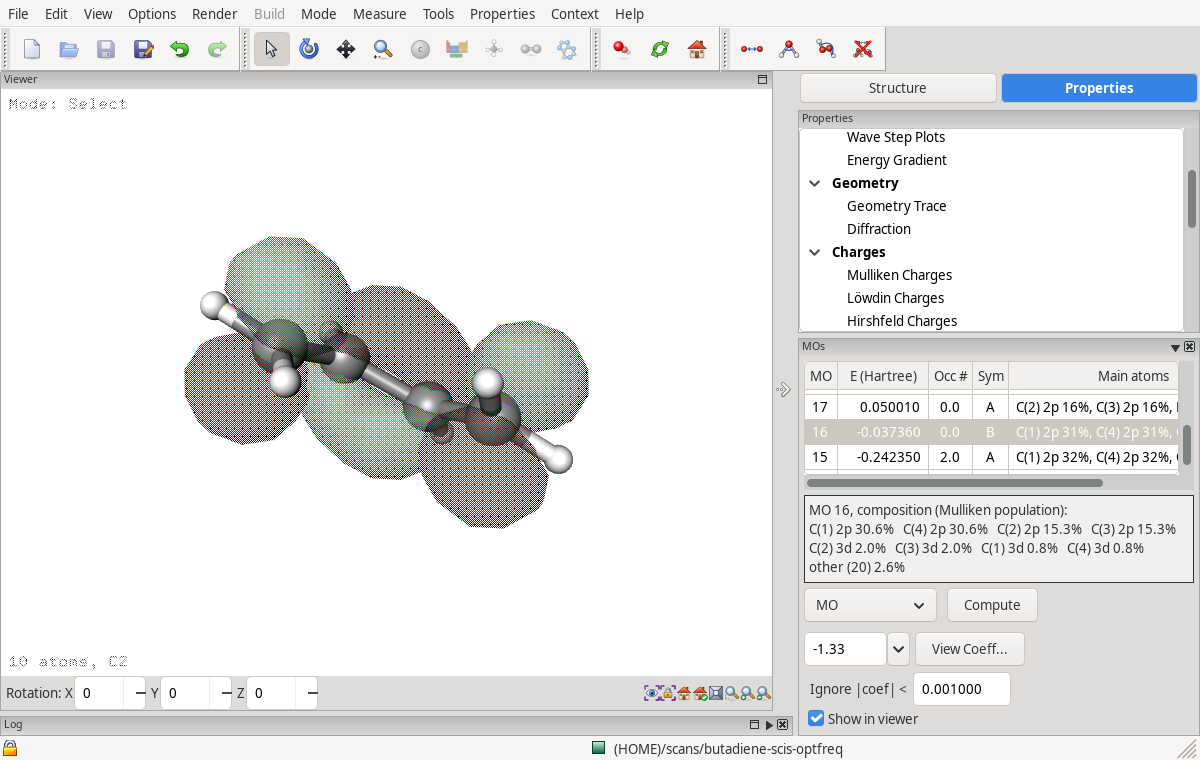 File Edit View Options Render Build Mode Measure Tools Properties Context Help
Viewer
Mode: Select
10 atoms, C2
Rotation: X 0 Y 0 Z 0
Log
Structure Properties
Properties
Wave Step Plots
Energy Gradient
Geometry
Geometry Trace
Diffraction
Charges
Mulliken Charges
Löwdin Charges
Hirshfeld Charges
MOs
MO E (Hartree) Occ # Sym Main atoms
17 0.050010 0.0 A C(2) 2p 16%, C(3) 2p 16%,
16 -0.037360 0.0 B C(1) 2p 31%, C(4) 2p 31%,
15 -0.242350 2.0 A C(1) 2p 32%, C(4) 2p 32%,
MO 16, composition (Mulliken population):
C(1) 2p 30.6% C(4) 2p 30.6% C(2) 2p 15.3% C(3) 2p 15.3%
C(2) 3d 2.0% C(3) 3d 2.0% C(1) 3d 0.8% C(4) 3d 0.8%
other (20) 2.6%
MO Compute
-1.33 View Coeff...
Ignore |coef| < 0.001000
Show in viewer
(HOME)/scans/butadiene-scis-optfreq